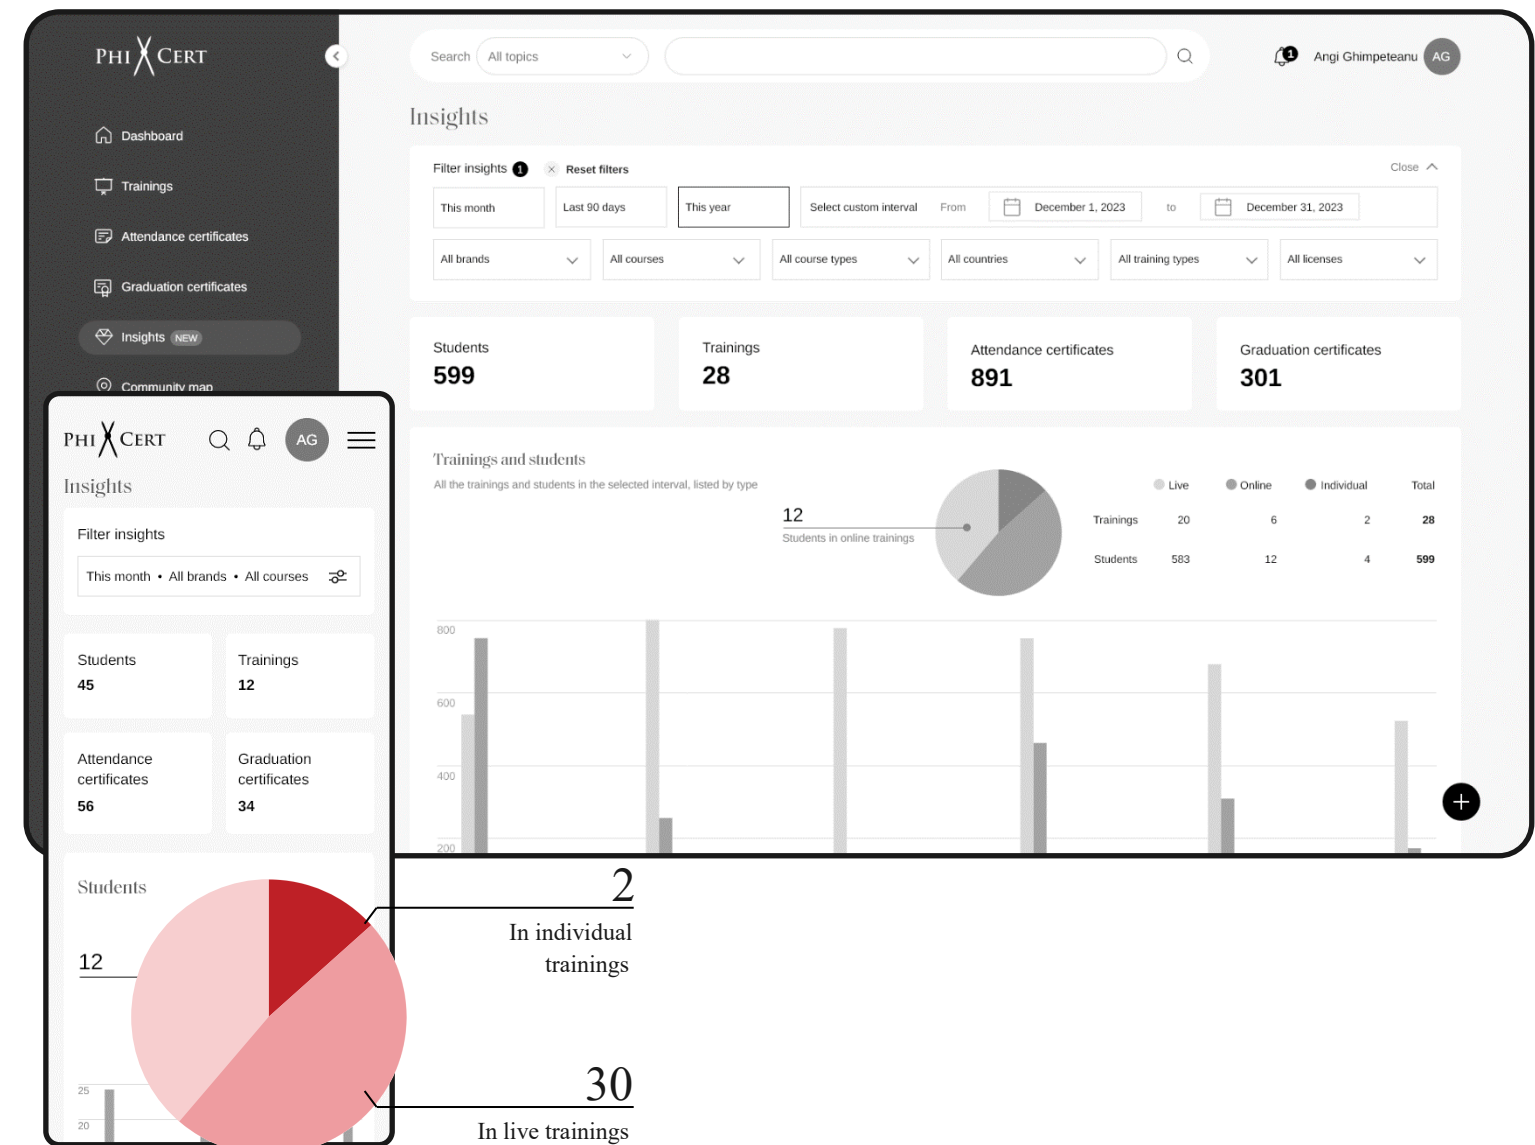 PHI CERT
Search All topics
1
Angi Ghimpeteanu AG
Insights
Dashboard
Trainings
Attendance certificates
Graduation certificates
Insights NEW
Community map
Filter insights 1 Reset filters
Close
This month Last 90 days This year Select custom interval From December 1, 2023 to December 31, 2023
All brands All courses All course types All countries All training types All licenses
Students
599
Trainings
28
Attendance certificates
891
Graduation certificates
301
Trainings and students
All the trainings and students in the selected interval, listed by type
12
Students in online trainings
Live Online Individual Total
Trainings 20 6 2 28
Students 583 12 4 599
800
600
400
200
PHI CERT AG
Insights
Filter insights
This month • All brands • All courses
Students
45
Trainings
12
Attendance
certificates
56
Graduation
certificates
34
Students
12
25
20
2
In individual
trainings
30
In live trainings